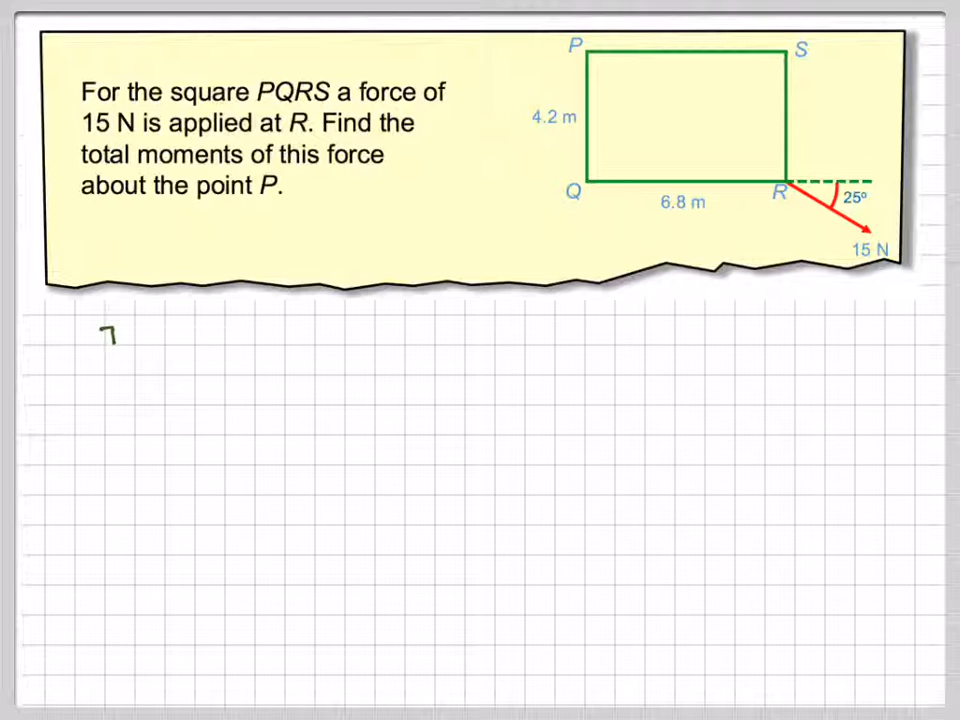 For the square PQRS a force of
15 N is applied at R. Find the
total moments of this force
about the point P.
P
S
4.2 m
Q
R
6.8 m
25º
15 N